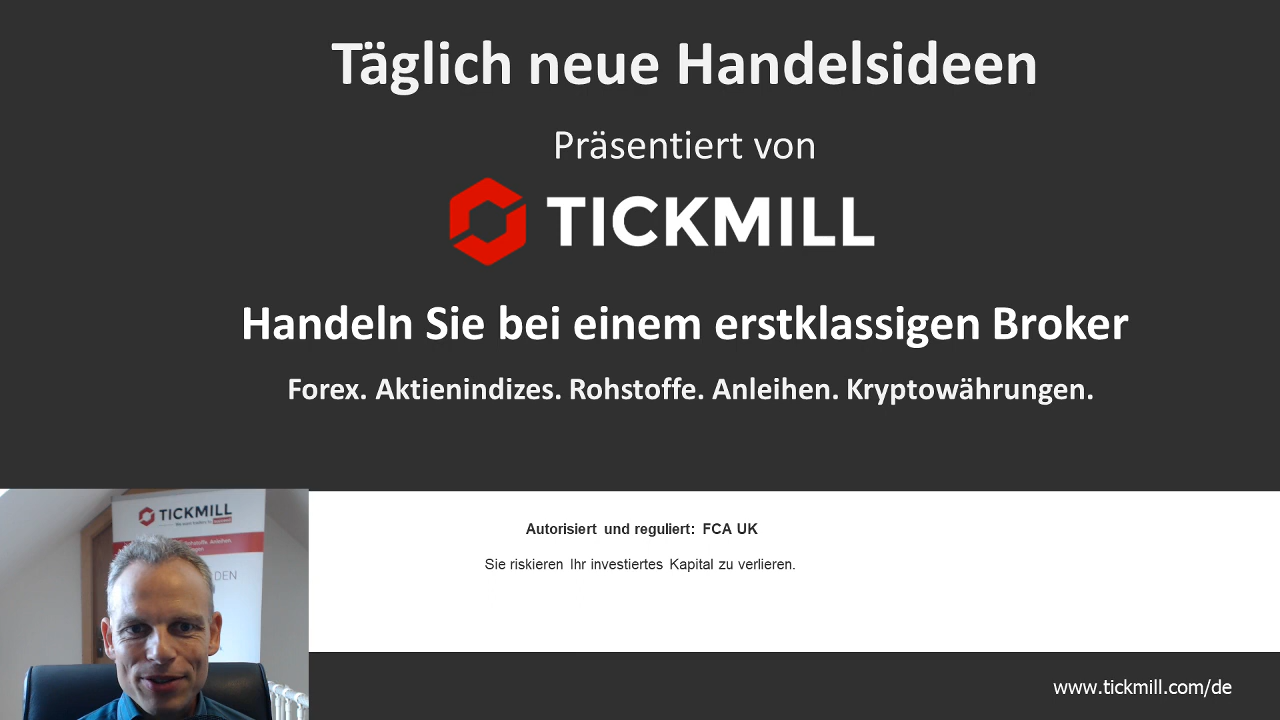 Täglich neue Handelsideen
Präsentiert von
TICKMILL
Handeln Sie bei einem erstklassigen Broker
Forex. Aktienindizes. Rohstoffe. Anleihen. Kryptowährungen.
Autorisiert und reguliert: FCA UK
Sie riskieren Ihr investiertes Kapital zu verlieren.
TICKMILL
www.tickmill.com/de